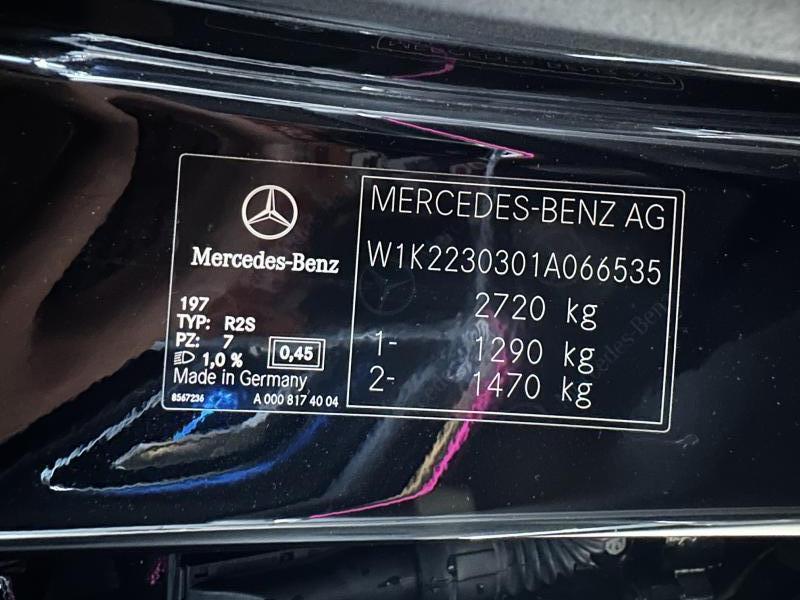 Mercedes-Benz
197
TYP: R2S
PZ: 7
1,0 %
0,45
Made in Germany
8567236
A 000 817 40 04
MERCEDES-BENZ AG
W1K2230301A066535
2720 kg
1- 1290 kg
2- 1470 kg